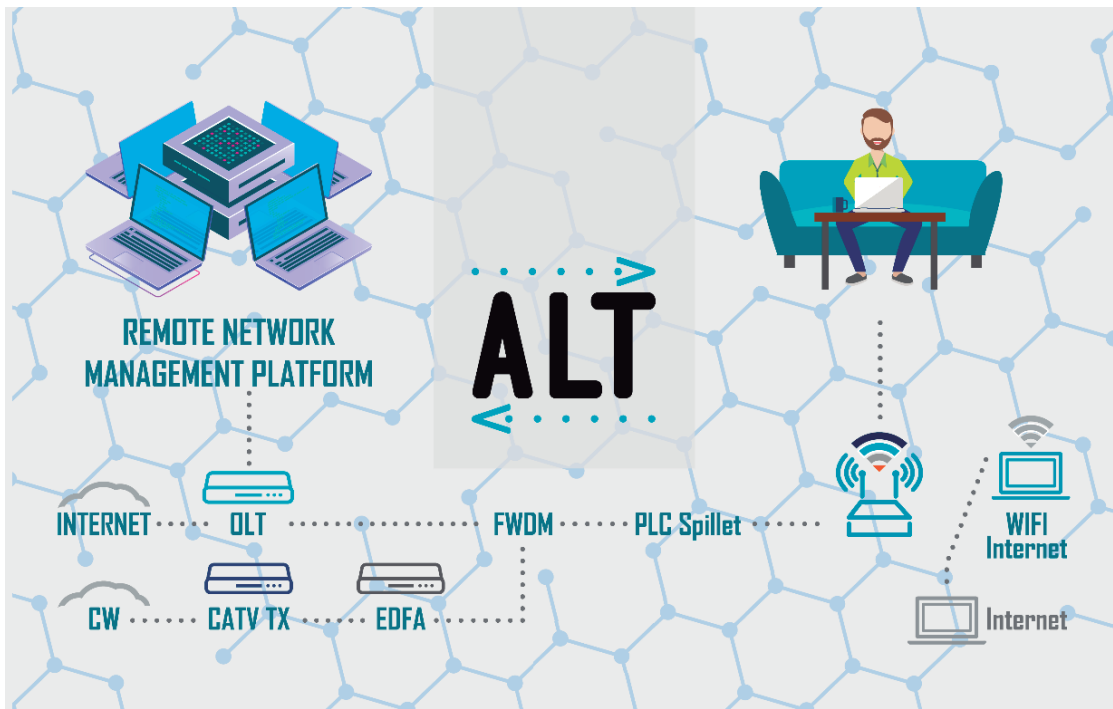 REMOTE NETWORK
MANAGEMENT PLATFORM
ALT
INTERNET
OLT
FWDM
PLC Spillet
WIFI
Internet
CW
CATV TX
EDFA
Internet